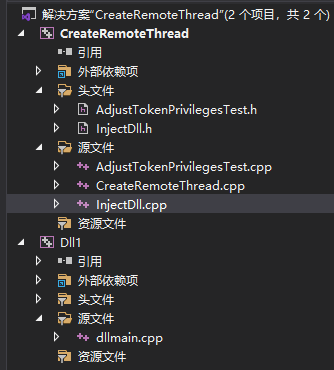 解决方案"CreateRemoteThread"(2 个项目，共 2 个)
CreateRemoteThread
引用
外部依赖项
头文件
AdjustTokenPrivilegesTest.h
InjectDll.h
源文件
AdjustTokenPrivilegesTest.cpp
CreateRemoteThread.cpp
InjectDll.cpp
资源文件
Dll1
引用
外部依赖项
头文件
源文件
dllmain.cpp
资源文件